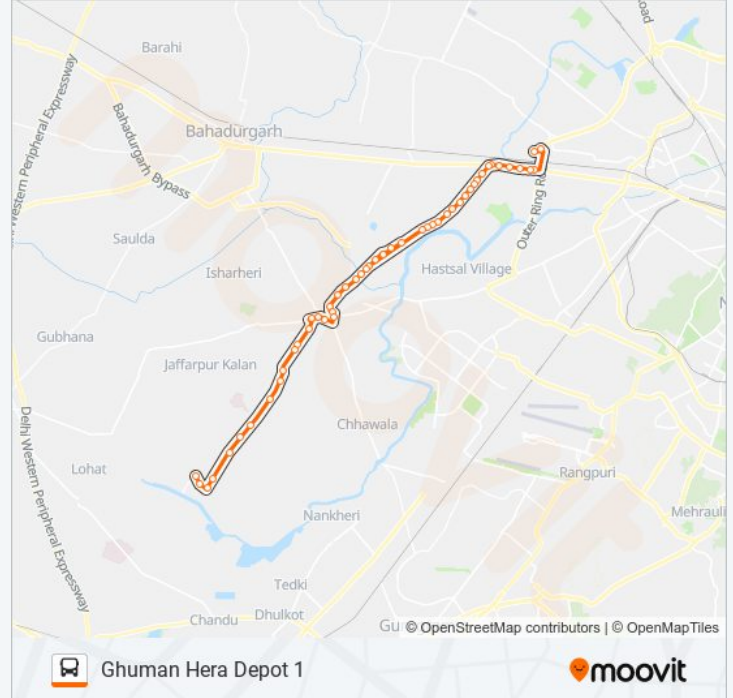 Road
Barahi
Bahadurgarh
Western Peripheral Expressway
Bahadurgarh Bypass
Outer Ring R
Saulda
Hastsal Village
Isharheri
Gubhana
Jaffarpur Kalan
Chhawala
Delhi Western Peripheral Expressway
Lohat
Rangpuri
Mehrauli
Nankheri
Tedki
Chandu
Dhulkot
Gu
© OpenStreetMap contributors | © OpenMapTiles
Ghuman Hera Depot 1
moovit